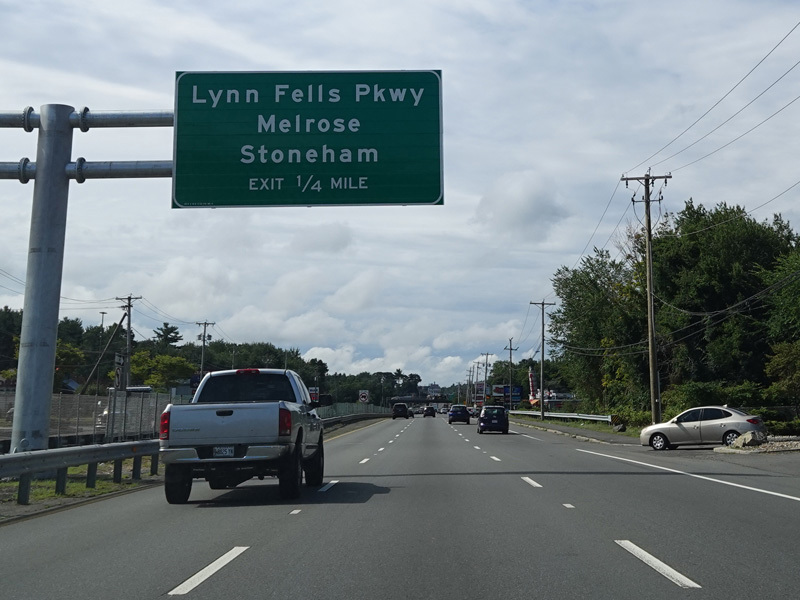 Lynn Fells Pkwy
Melrose
Stoneham
EXIT 1/4 MILE